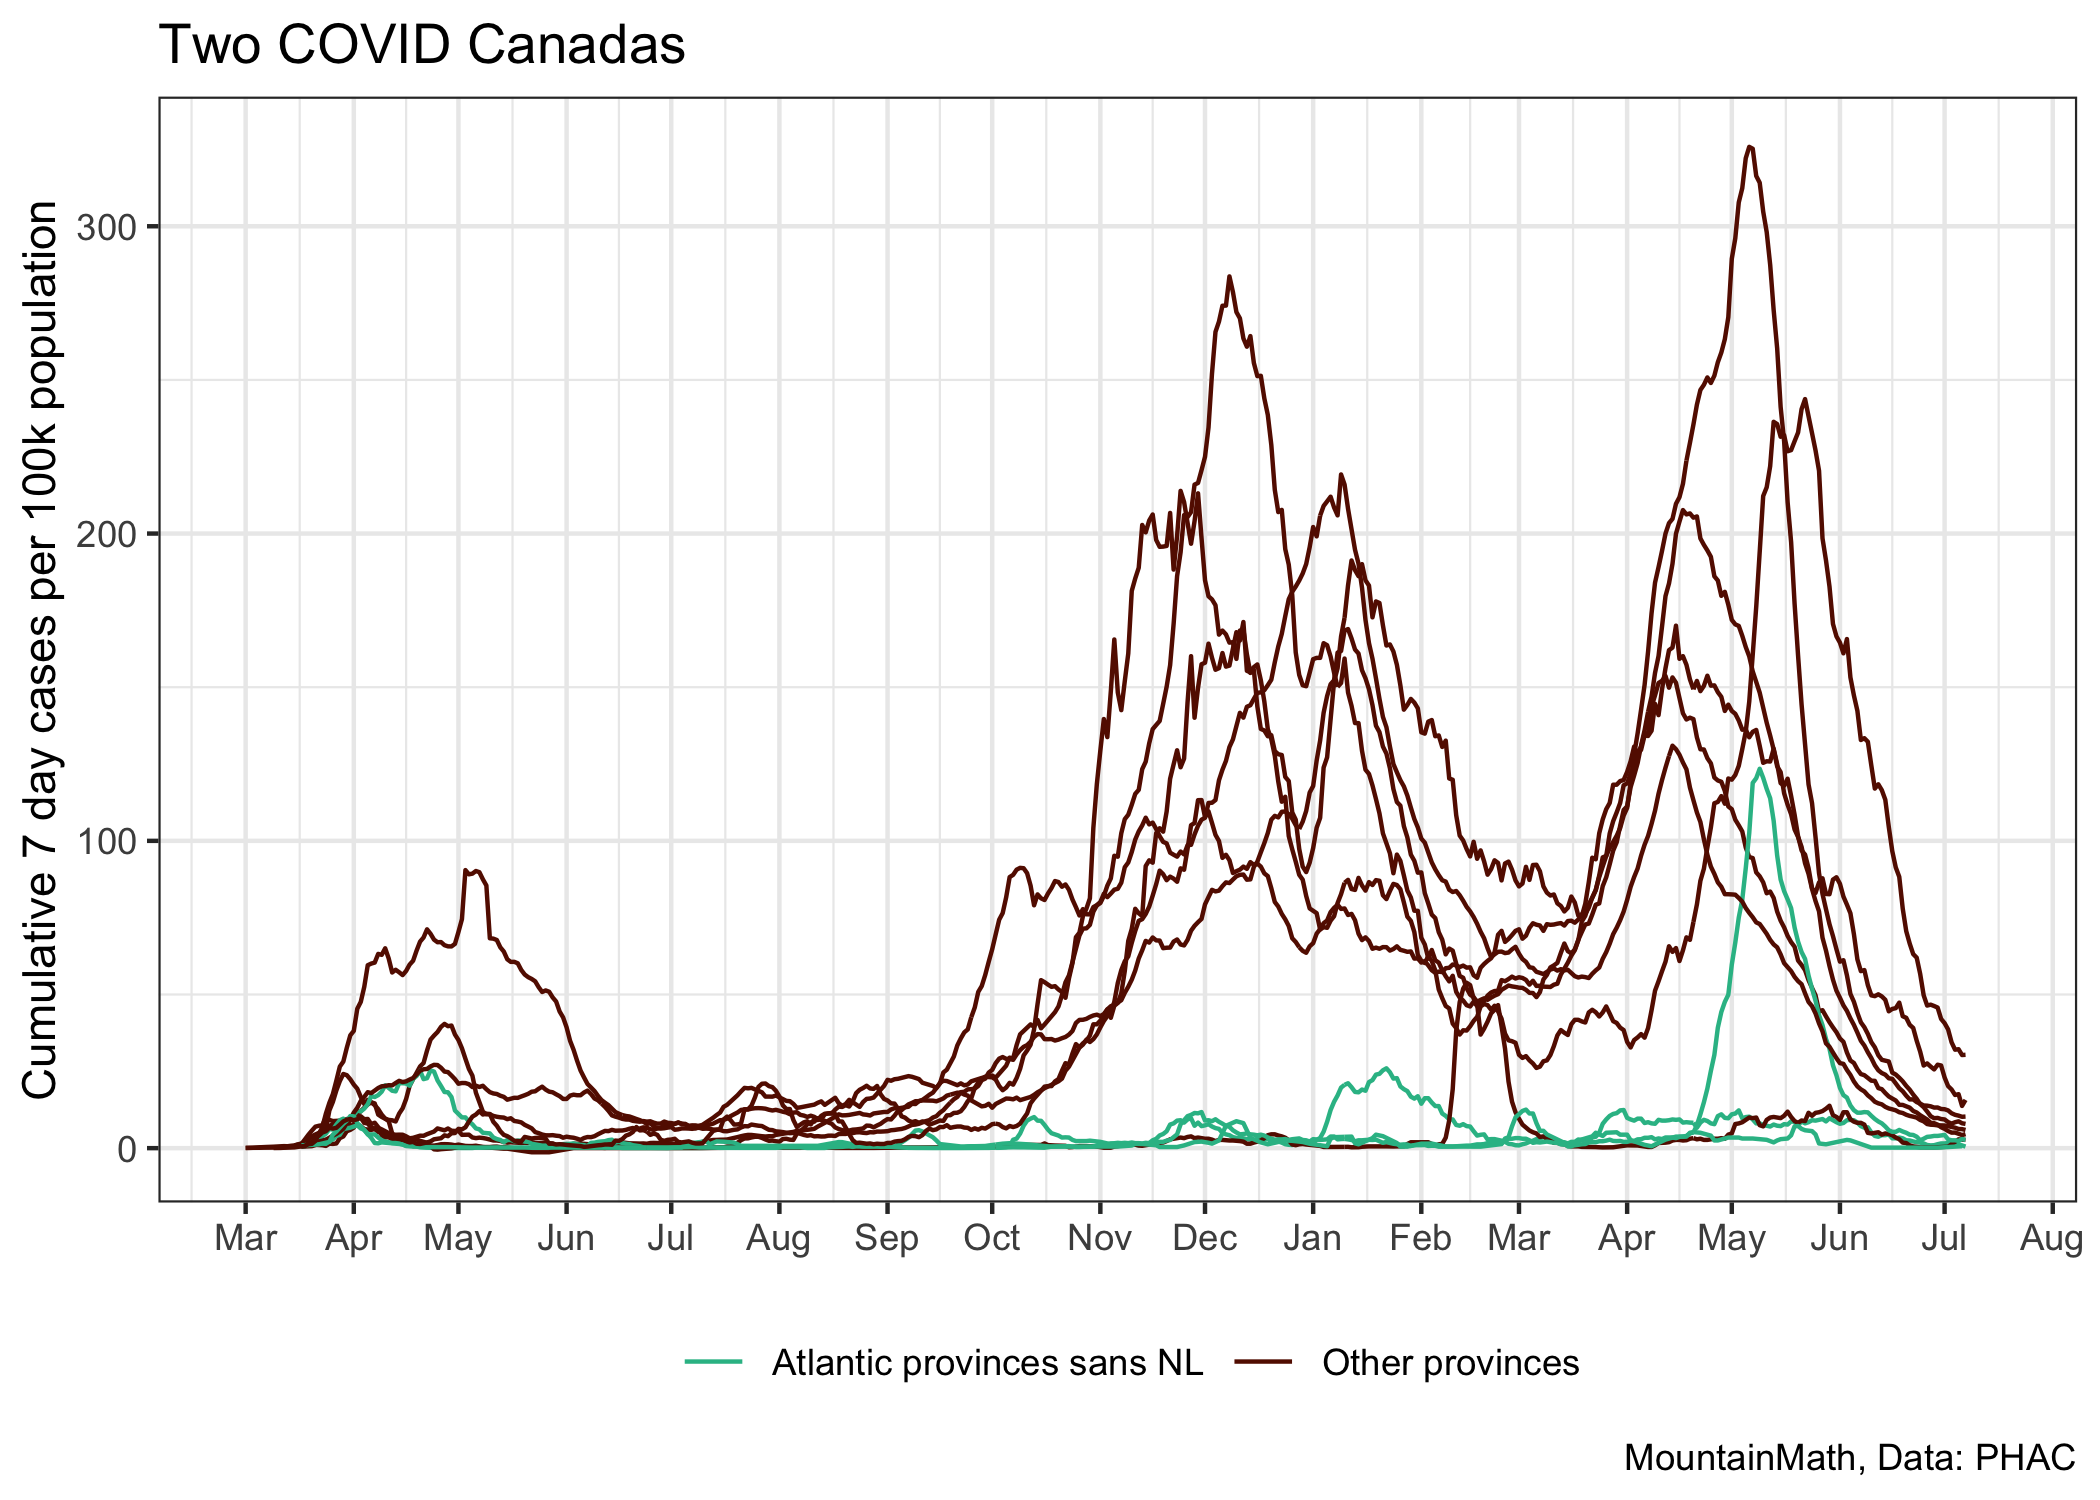 Two COVID Canadas
Cumulative 7 day cases per 100k population
300
200
100
0
Mar Apr May Jun Jul Aug Sep Oct Nov Dec Jan Feb Mar Apr May Jun Jul Aug
Atlantic provinces sans NL Other provinces
MountainMath, Data: PHAC